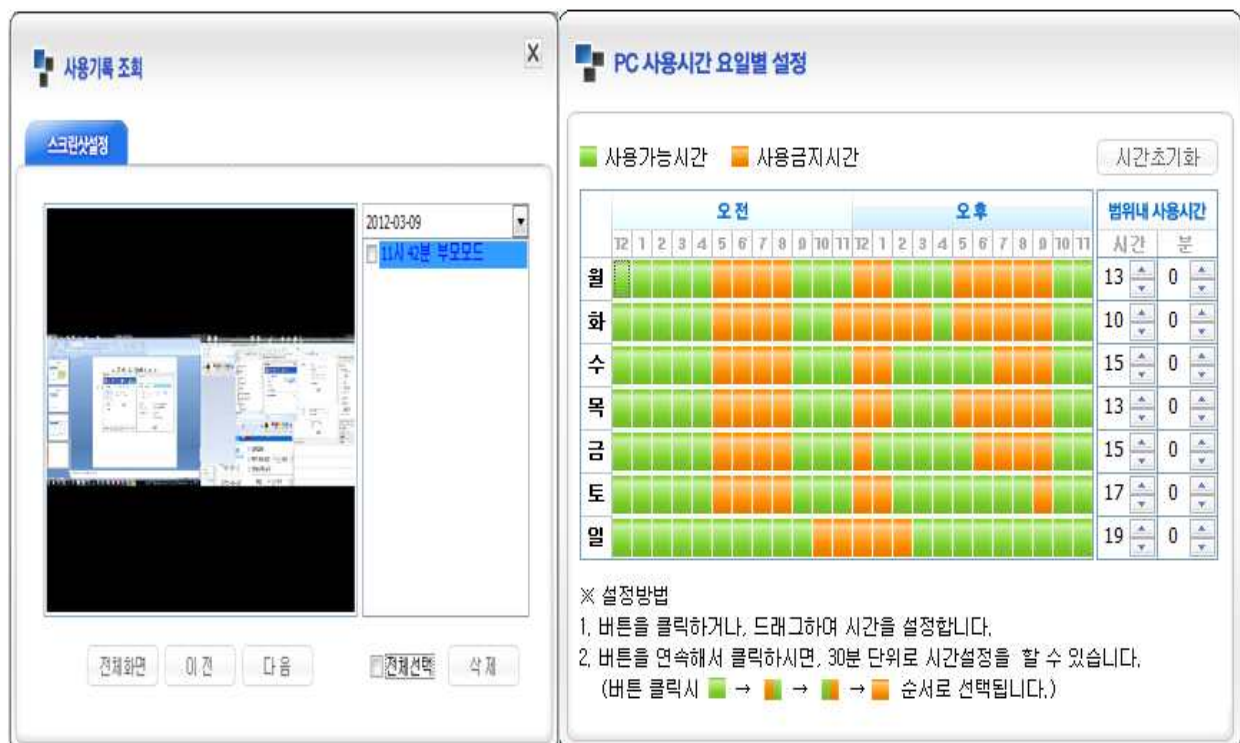 사용기록 조회
X
스크린샷설정
2012-03-09
11시 42분 부모모드
전체화면 이 전 다 음 전체선택 삭 제
PC 사용시간 요일별 설정
사용가능시간 사용금지시간 시간초기화
오 전 오 후 범위내 사용시간
12 1 2 3 4 5 6 7 8 9 10 11 12 1 2 3 4 5 6 7 8 9 10 11 시간 분
월 13 0
화 10 0
수 15 0
목 13 0
금 15 0
토 17 0
일 19 0
※ 설정방법
1. 버튼을 클릭하거나, 드래그하여 시간을 설정합니다.
2. 버튼을 연속해서 클릭하시면, 30분 단위로 시간설정을 할 수 있습니다.
(버튼 클릭시 → → → 순서로 선택됩니다.)